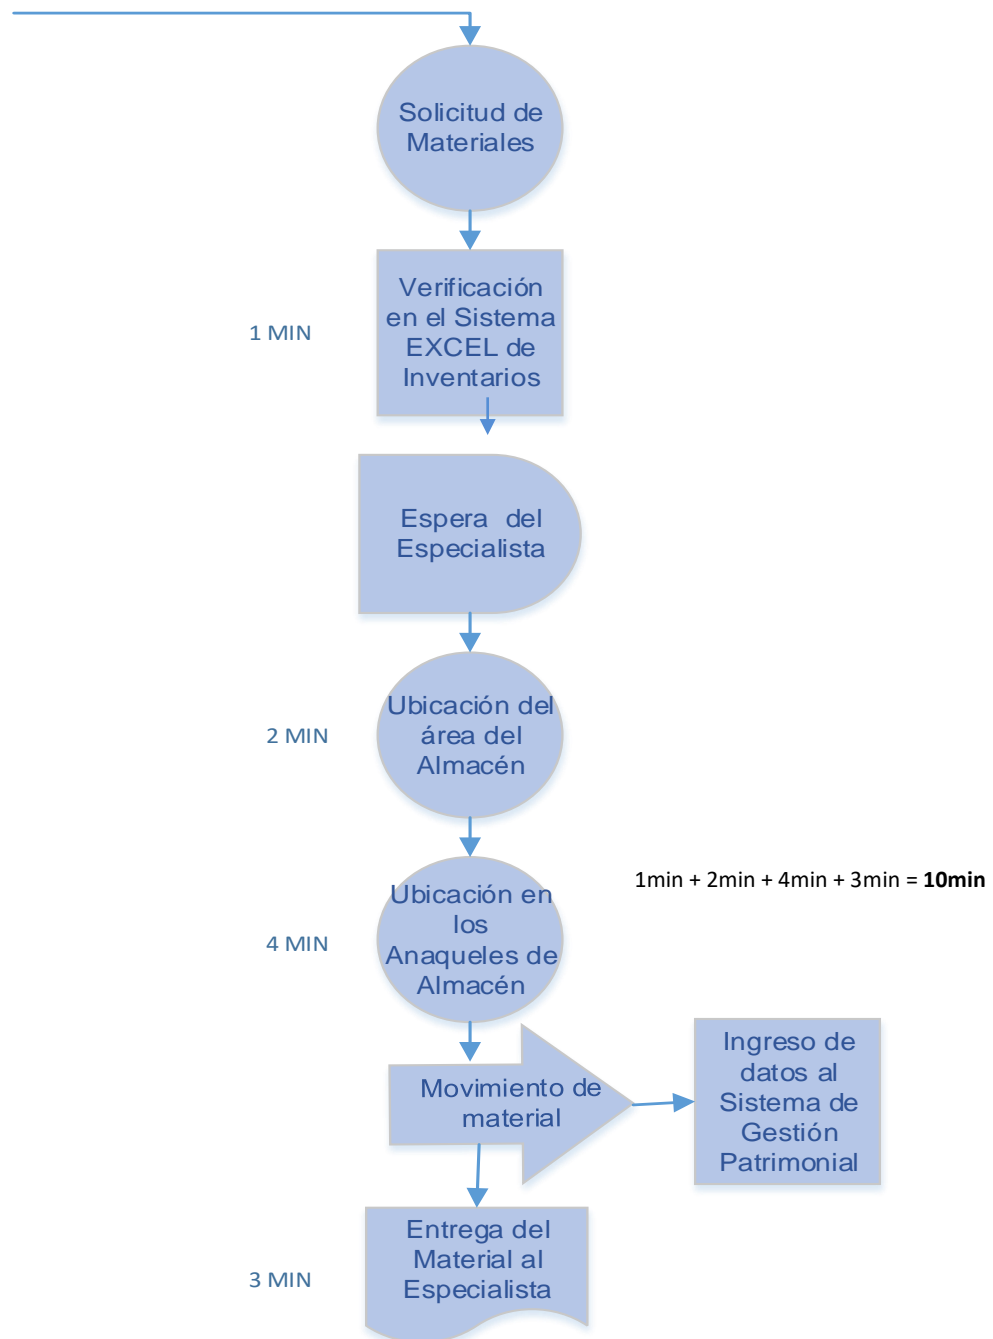 Solicitud de
Materiales
1 MIN
Verificación
en el Sistema
EXCEL de
Inventarios
Espera del
Especialista
2 MIN
Ubicación del
área del
Almacén
1min + 2min + 4min + 3min = 10min
4 MIN
Ubicación en
los
Anaqueles de
Almacén
Movimiento de
material
Ingreso de
datos al
Sistema de
Gestión
Patrimonial
3 MIN
Entrega del
Material al
Especialista